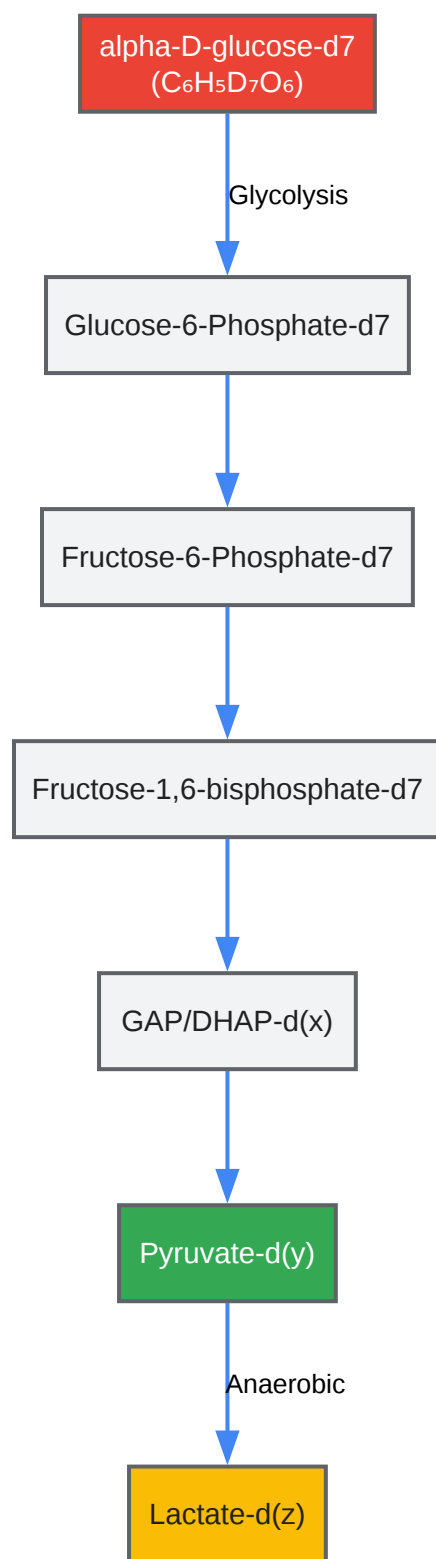 alpha-D-glucose-d7
(C₆H₅D₇O₆)
Glycolysis
Glucose-6-Phosphate-d7
Fructose-6-Phosphate-d7
Fructose-1,6-bisphosphate-d7
GAP/DHAP-d(x)
Pyruvate-d(y)
Anaerobic
Lactate-d(z)